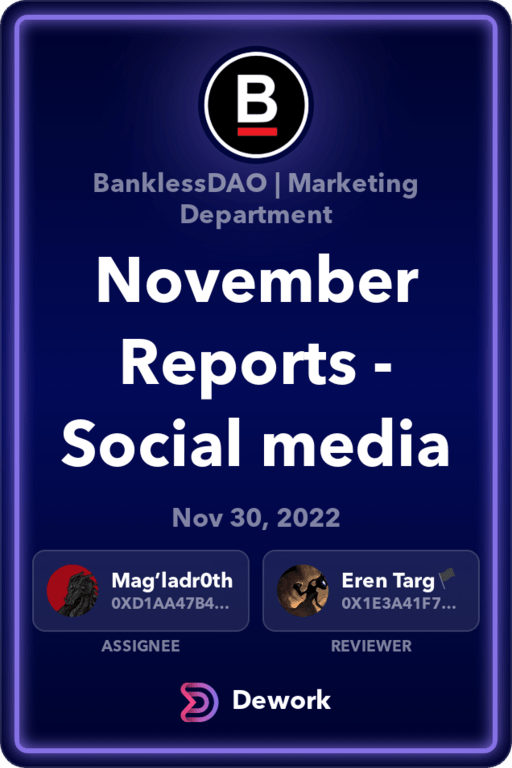 B
BanklessDAO | Marketing
Department
November
Reports -
Social media
Nov 30, 2022
Mag’ladr0th
0XD1AA47B4...
Eren Targ🏴
0X1E3A41F7...
ASSIGNEE
REVIEWER
Dework